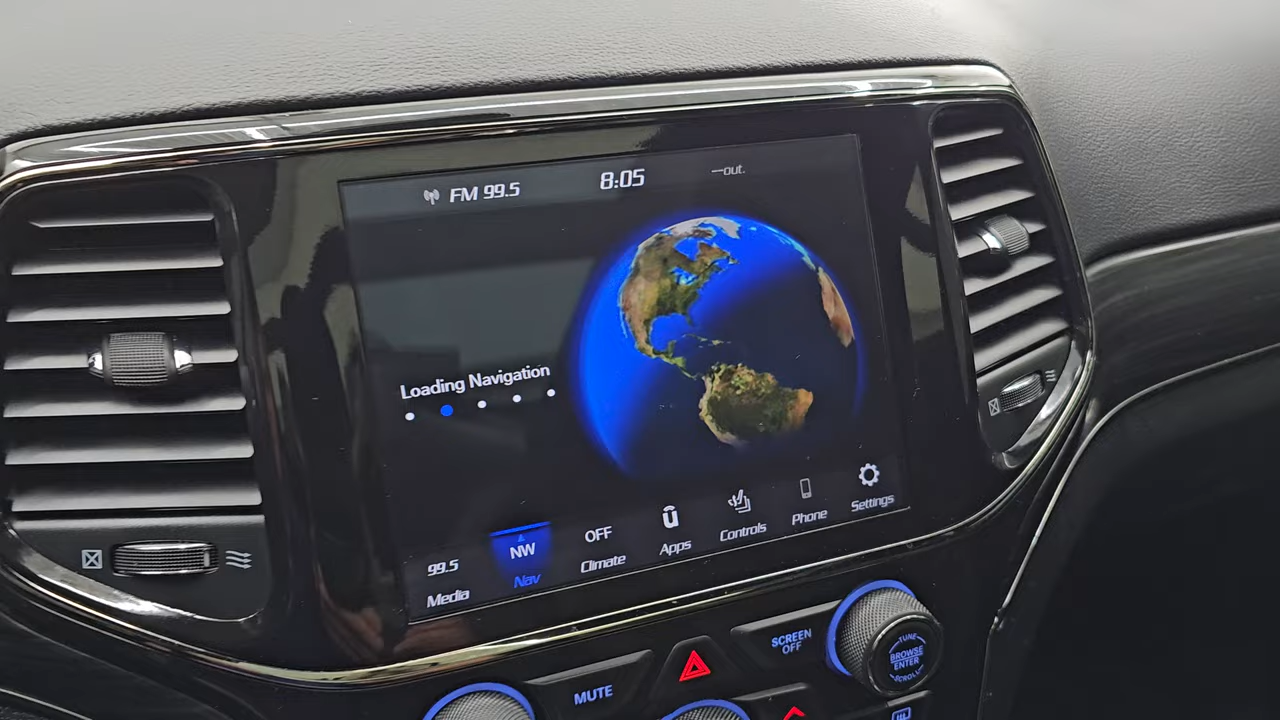 FM 99.5
8:05
--out.
Loading Navigation
99.5
Media
NW
Nav
OFF
Climate
û
Apps
Controls
Phone
Settings
SCREEN
OFF
MUTE
TUNE
BROWSE
ENTER
SCROLL